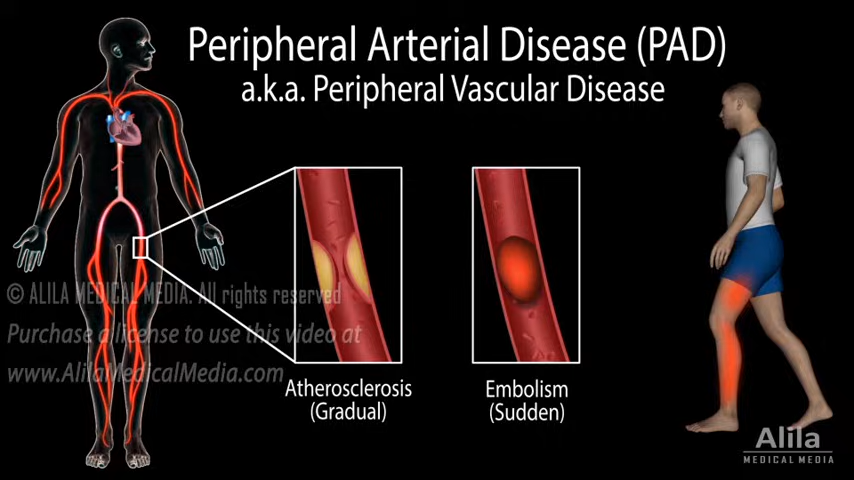 Peripheral Arterial Disease (PAD)
a.k.a. Peripheral Vascular Disease
© ALILA MEDICAL MEDIA. All rights reserved
Purchase a license to use this video at
www.AlilaMedicalMedia.com
Atherosclerosis
(Gradual)
Embolism
(Sudden)
Alila
MEDICAL MEDIA